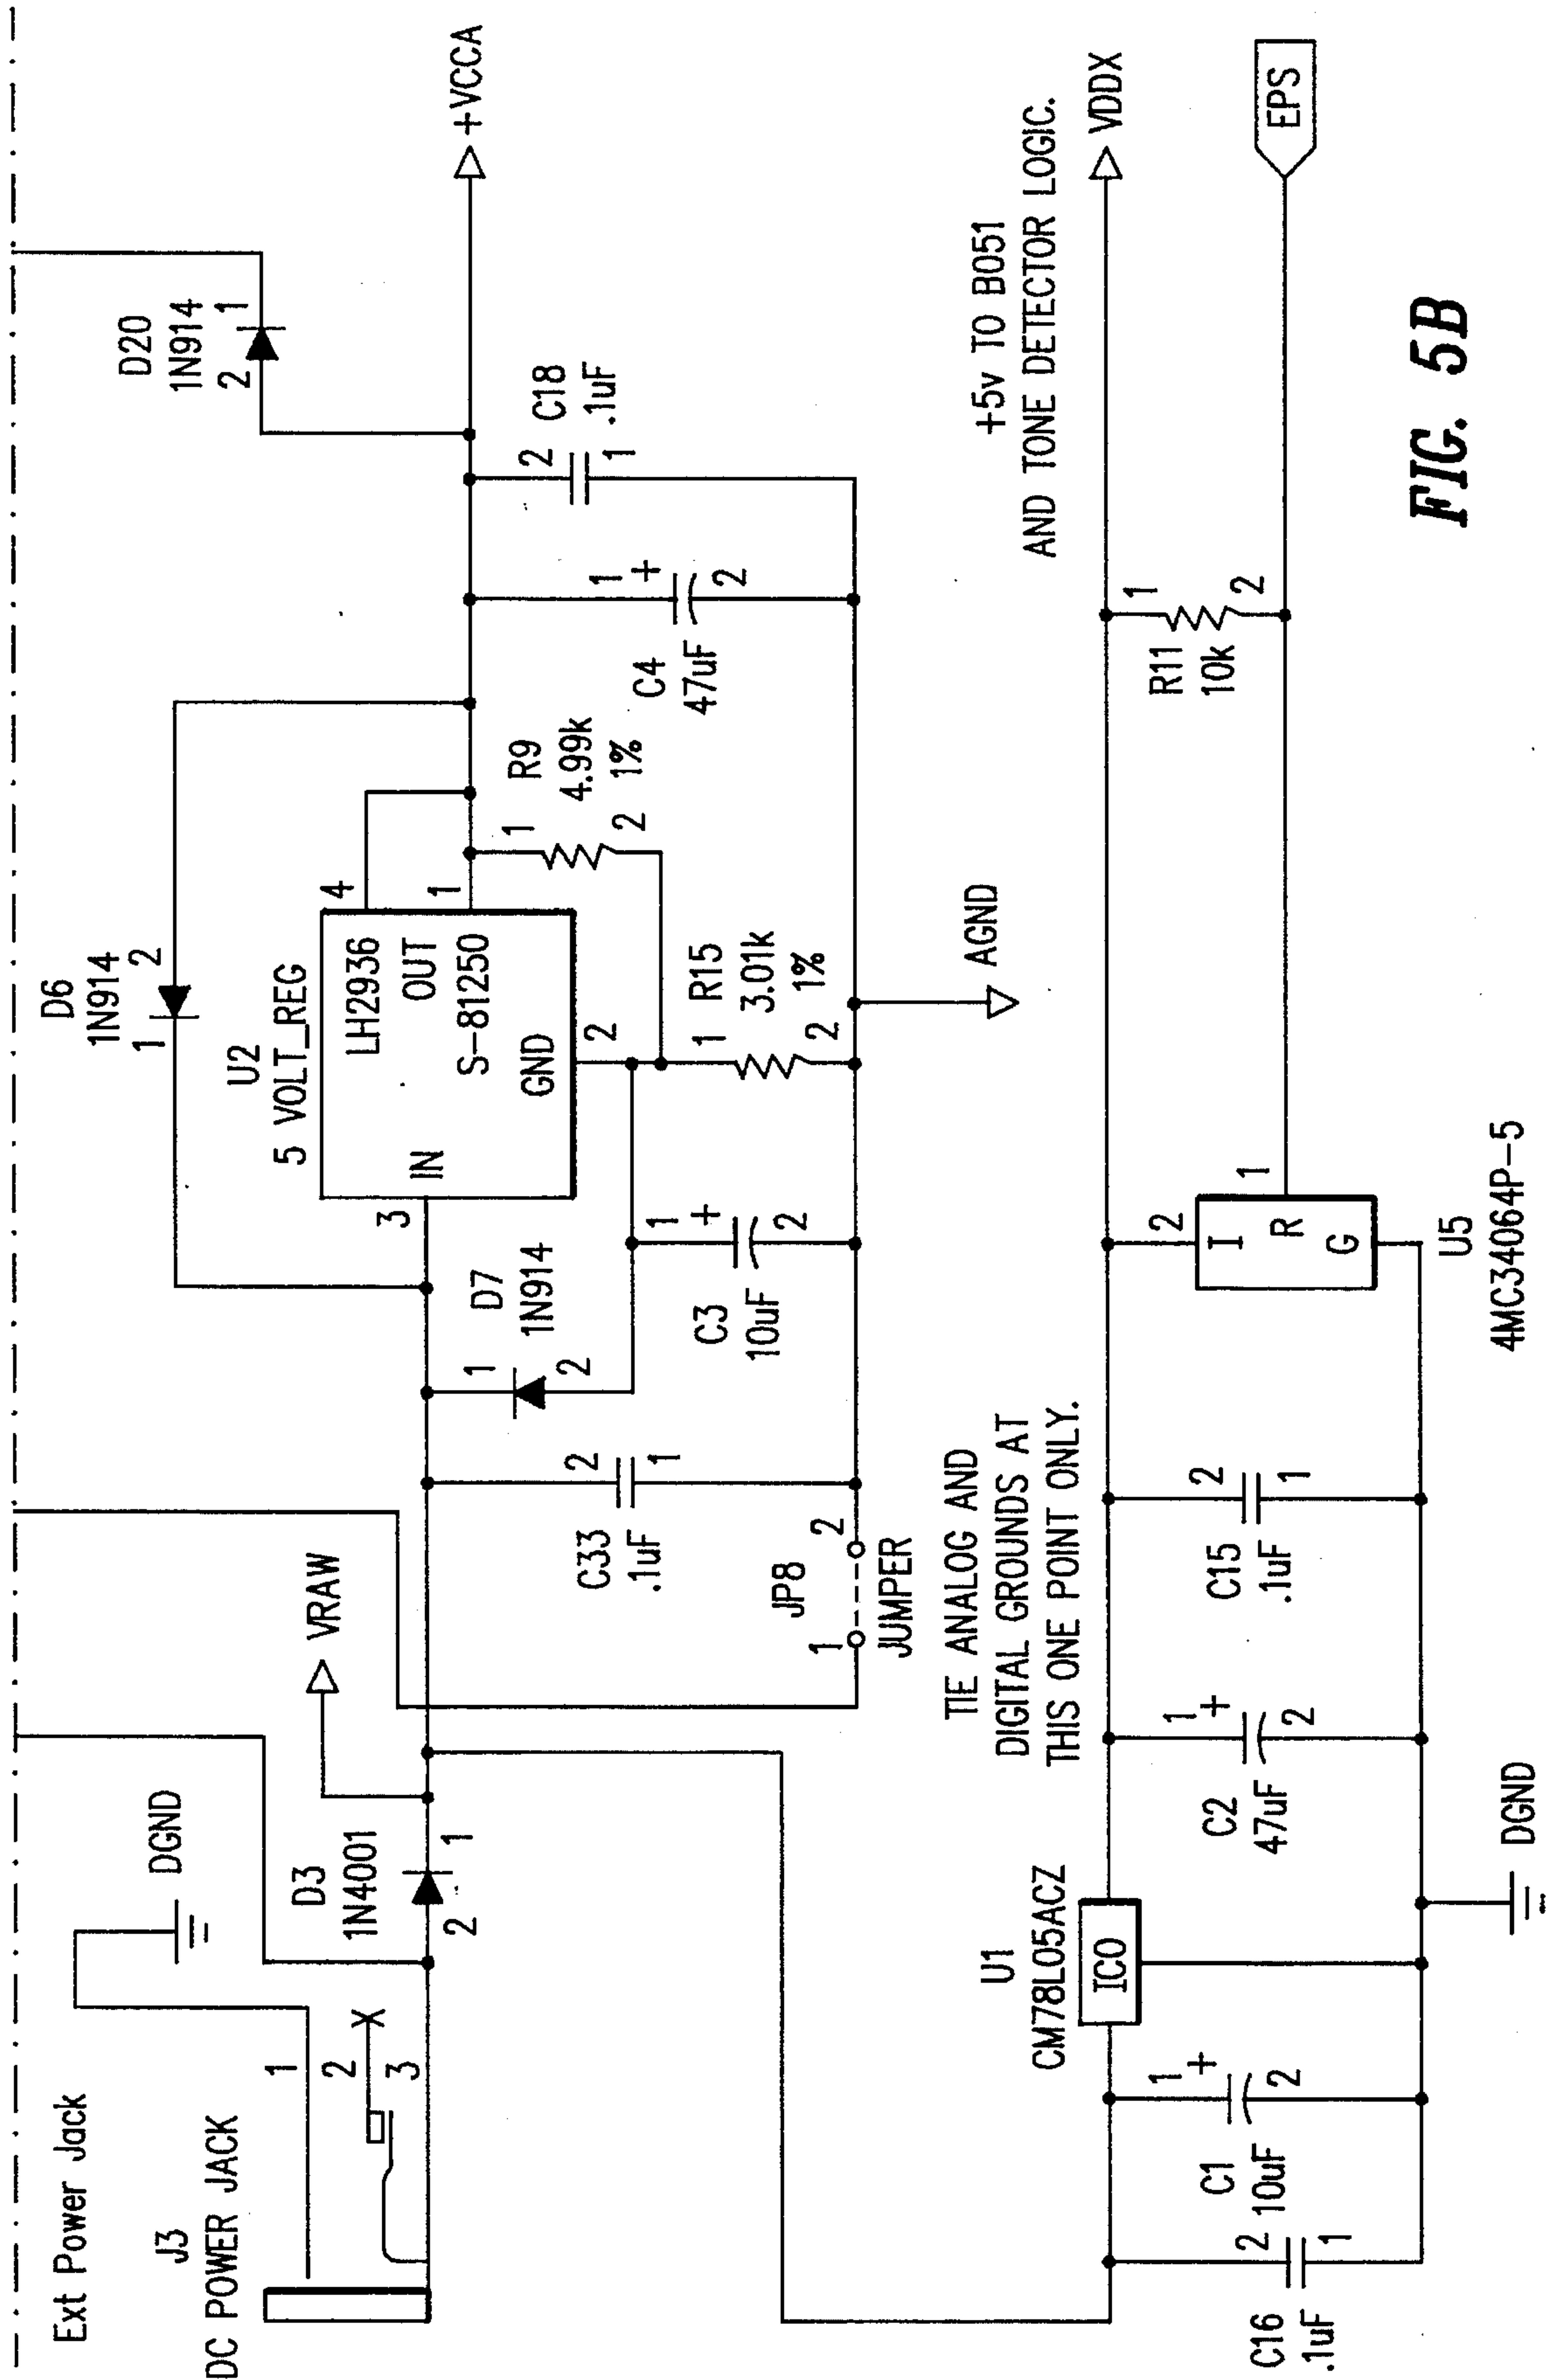 Ext Power Jack
J3
DC POWER JACK
1
2
3
DGND
D3
1N4001
2
1
VRAW
D6
1N914
1
2
U2
5 VOLT_REG
LH2936
OUT
S-81250
IN
GND
3
4
1
2
D7
1N914
1
2
C33
.1uF
2
1
C3
10uF
1
+
2
R15
3.01k
1%
1
2
R9
4.99k
1%
1
2
C4
47uF
1
+
2
C18
.1uF
2
1
D20
1N914
2
1
+VCCA
JP8
1
2
JUMPER
AGND
TIE ANALOG AND
DIGITAL GROUNDS AT
THIS ONE POINT ONLY.
+5v TO B051
AND TONE DETECTOR LOGIC.
VDDX
U1
CM78L05ACZ
ICO
C16
.1uF
2
1
C1
10uF
1
+
2
C2
47uF
1
+
2
C15
.1uF
2
1
DGND
2
I
R
G
1
U5
4MC34064P-5
R11
10k
1
2
EPS
FIG. 5B